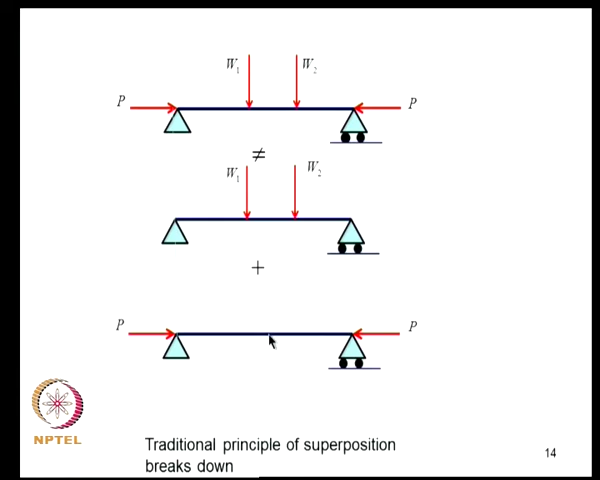 W₁ W₂
P P
≠
W₁ W₂
+
P P
NPTEL
Traditional principle of superposition
breaks down
14